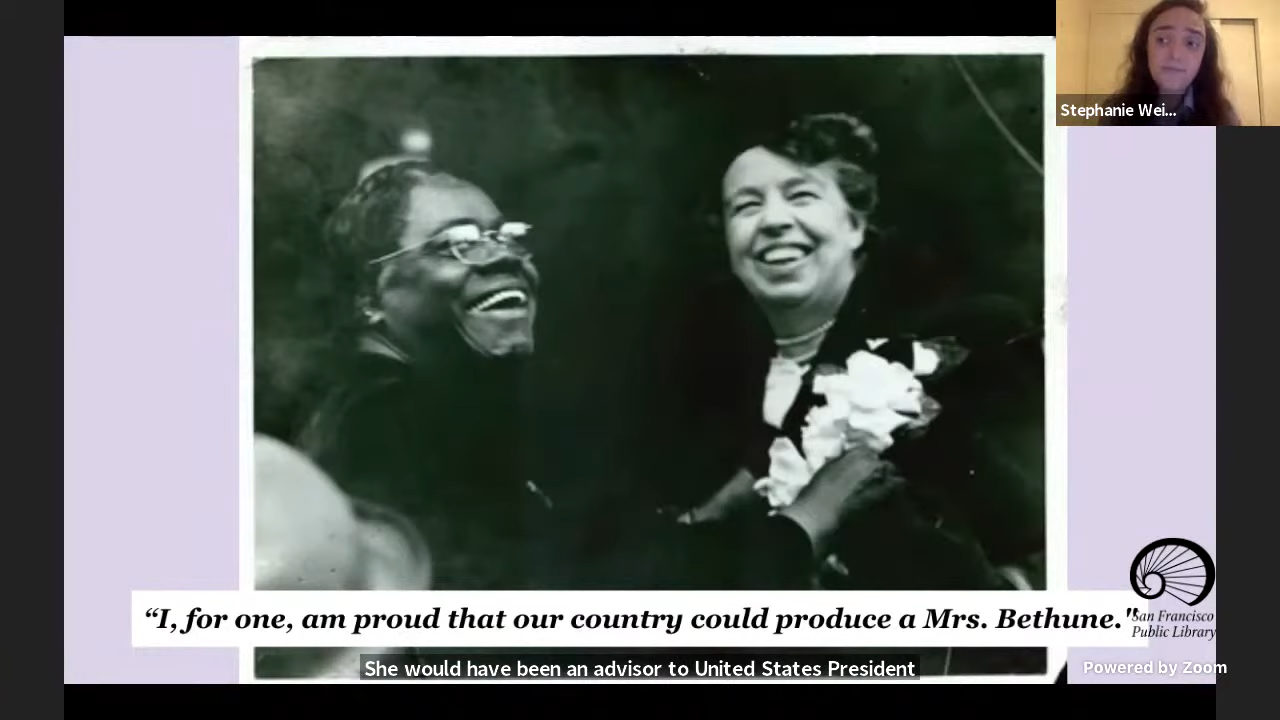 Stephanie Wei...
“I, for one, am proud that our country could produce a Mrs. Bethune."
San Francisco
Public Library
She would have been an advisor to United States President
Powered by Zoom